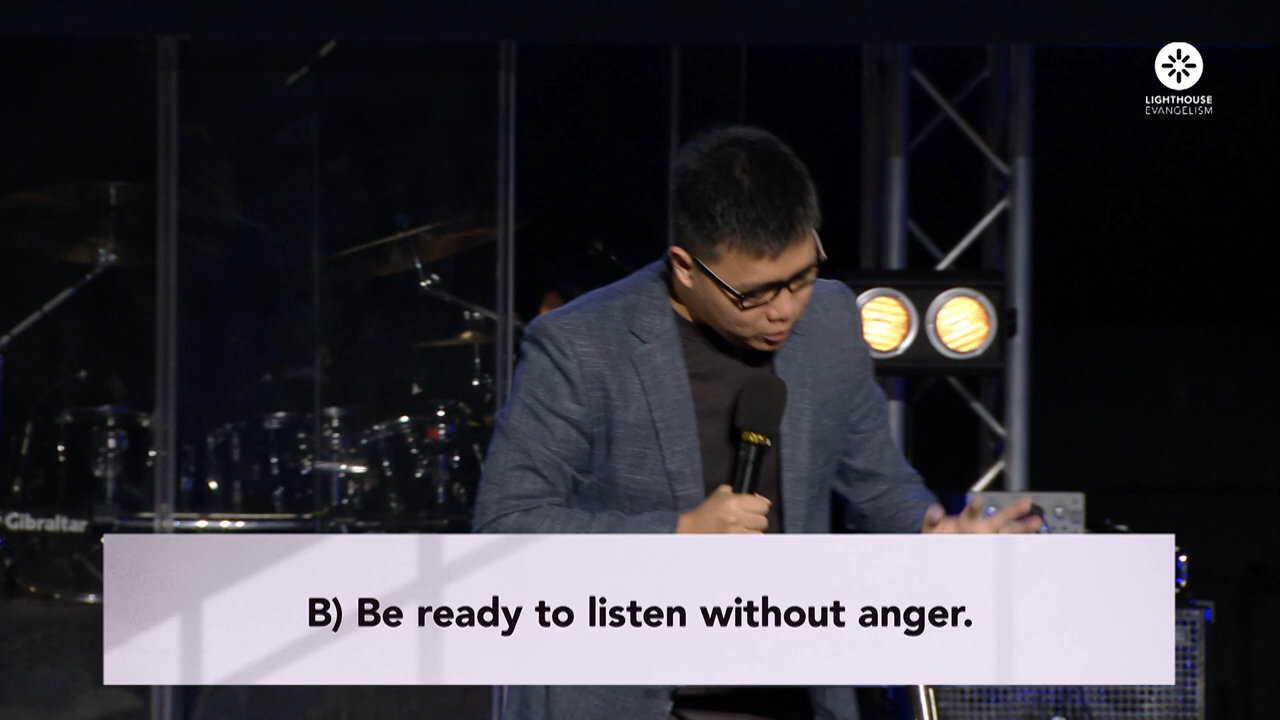 LIGHTHOUSE
EVANGELISM
Gibraltar
B) Be ready to listen without anger.